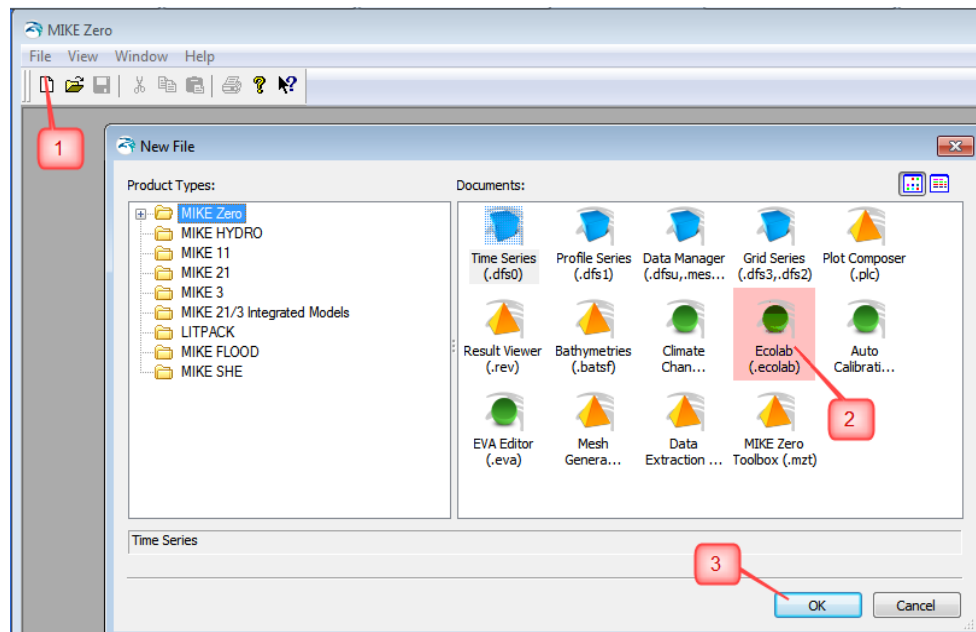 MIKE Zero
File View Window Help
1
New File
Product Types:
Documents:
MIKE Zero
MIKE HYDRO
MIKE 11
MIKE 21
MIKE 3
MIKE 21/3 Integrated Models
LITPACK
MIKE FLOOD
MIKE SHE
Time Series Profile Series Data Manager Grid Series Plot Composer
(.dfs0) (.dfs1) (.dfsu,.mes... (.dfs3,.dfs2) (.plc)
Result Viewer Bathymetries Climate Ecolab Auto
(.rev) (.batsf) Chan... (.ecolab) Calibrati...
2
EVA Editor Mesh Data MIKE Zero
(.eva) Genera... Extraction ... Toolbox (.mzt)
Time Series
3
OK Cancel